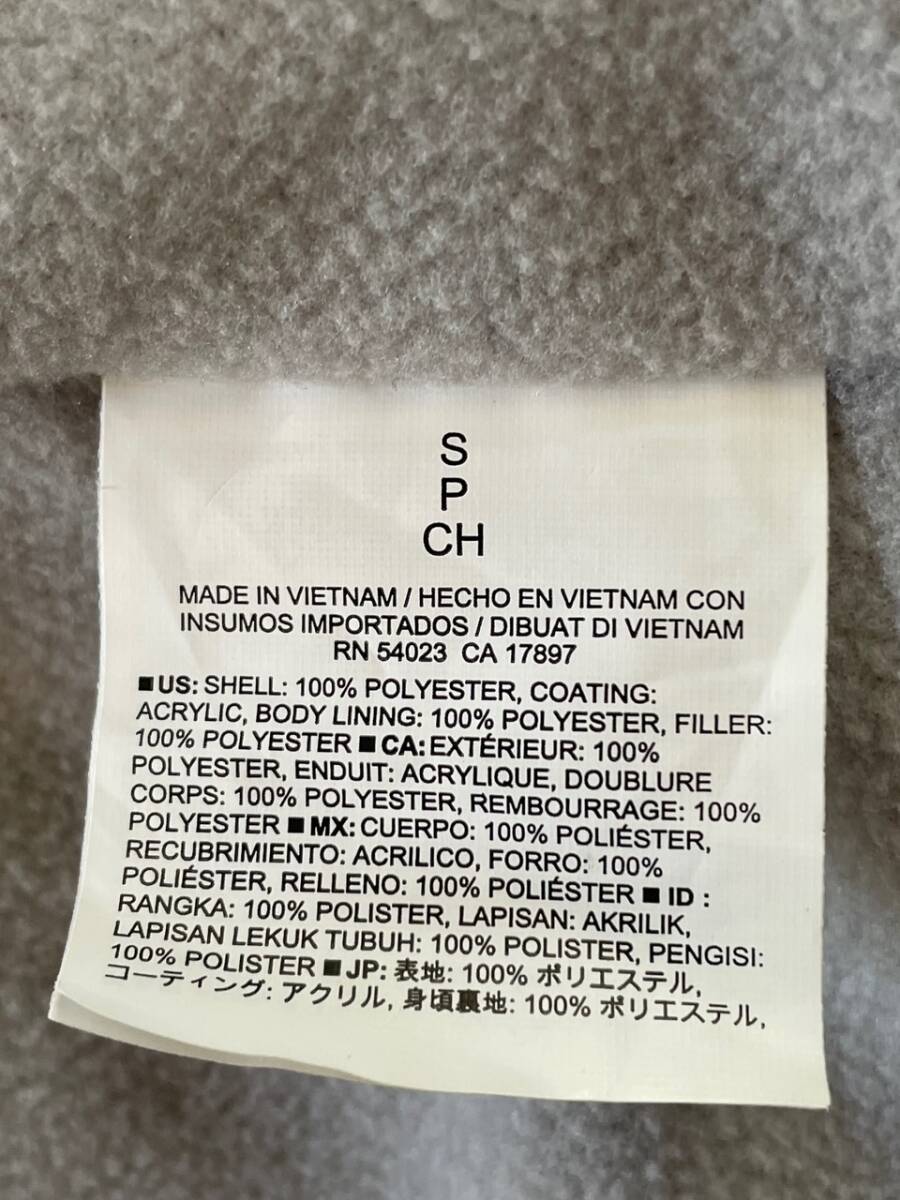 S
P
CH
MADE IN VIETNAM / HECHO EN VIETNAM CON
INSUMOS IMPORTADOS / DIBUAT DI VIETNAM
RN 54023 CA 17897
■US: SHELL: 100% POLYESTER, COATING:
ACRYLIC, BODY LINING: 100% POLYESTER, FILLER:
100% POLYESTER ■ CA: EXTÉRIEUR: 100%
POLYESTER, ENDUIT: ACRYLIQUE, DOUBLURE
CORPS: 100% POLYESTER, REMBOURRAGE: 100%
POLYESTER ■ MX: CUERPO: 100% POLIÉSTER,
RECUBRIMIENTO: ACRILICO, FORRO: 100%
POLIÉSTER, RELLENO: 100% POLIÉSTER ■ ID :
RANGKA: 100% POLISTER, LAPISAN: AKRILIK,
LAPISAN LEKUK TUBUH: 100% POLISTER, PENGISI:
100% POLISTER ■ JP: 表地: 100% ポリエステル,
コーティング: アクリル, 身頃裏地: 100% ポリエステル,